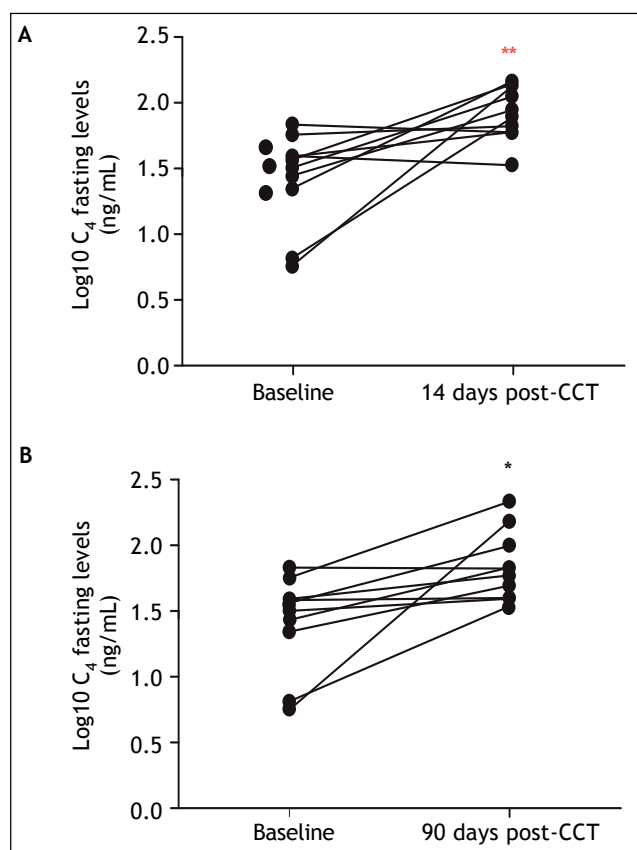 A
**
2.5
2.0
1.5
1.0
0.5
0.0
Log10 C₄ fasting levels
(ng/mL)
Baseline 14 days post-CCT
B
*
2.5
2.0
1.5
1.0
0.5
0.0
Log10 C₄ fasting levels
(ng/mL)
Baseline 90 days post-CCT